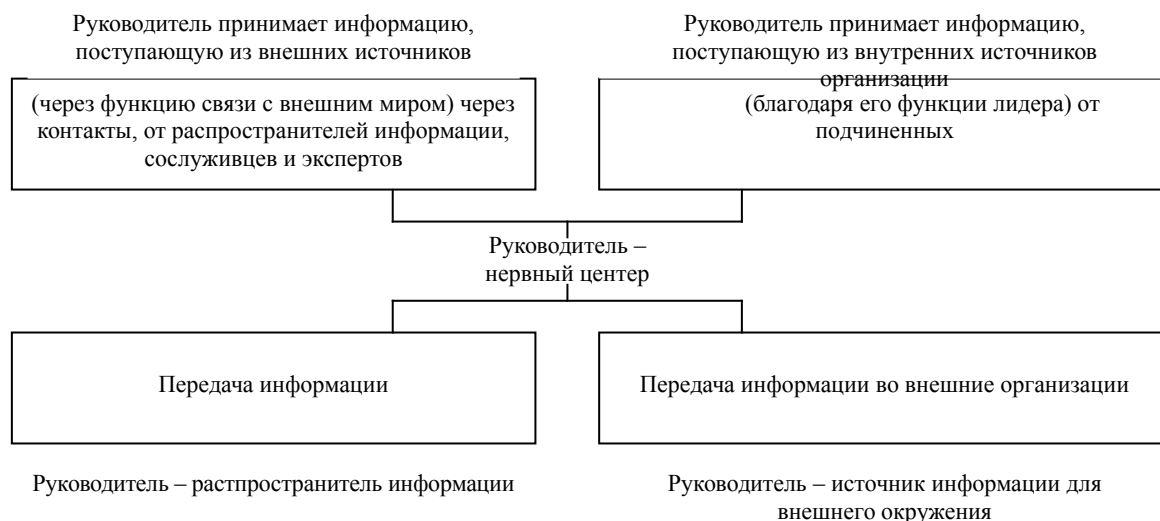 Руководитель принимает информацию,
поступающую из внешних источников
Руководитель принимает информацию,
поступающую из внутренних источников
организации
(через функцию связи с внешним миром) через
контакты, от распространителей информации,
сослуживцев и экспертов
(благодаря его функции лидера) от
подчиненных
Руководитель –
нервный центр
Передача информации
Передача информации во внешние организации
Руководитель – растпространитель информации
Руководитель – источник информации для
внешнего окружения